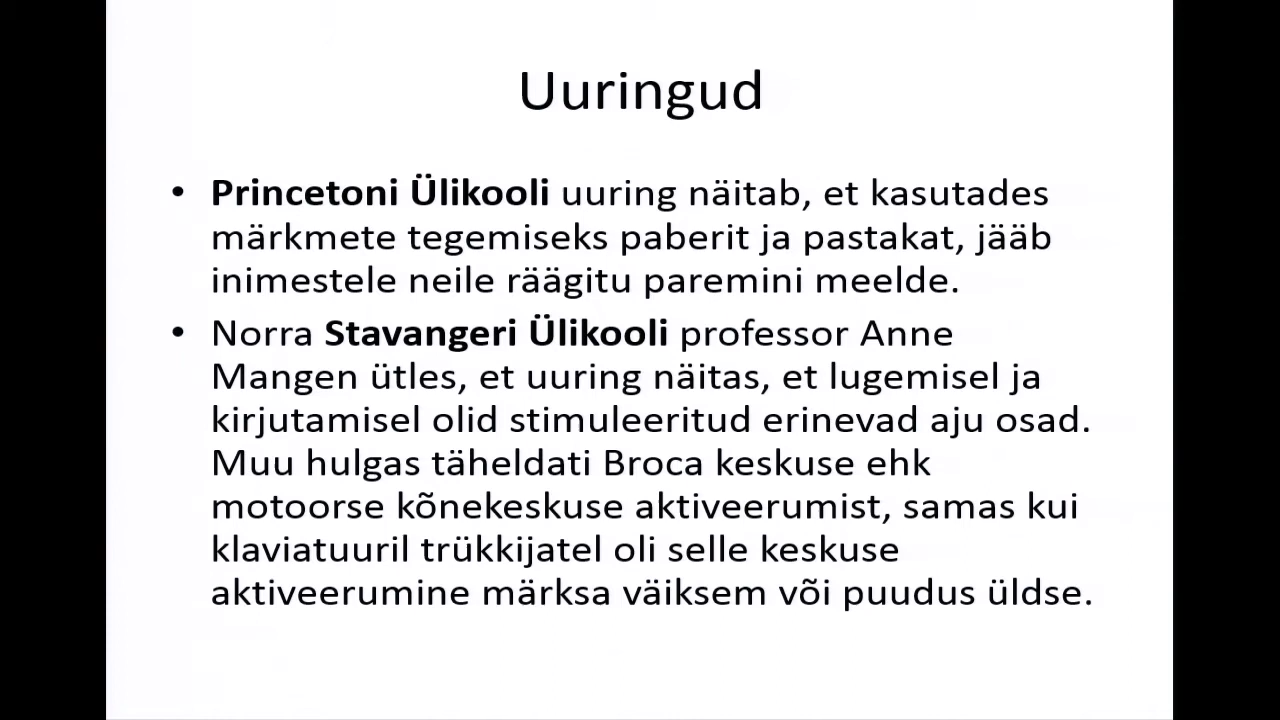 Uuringud
• Princetoni Ülikooli uuring näitab, et kasutades
märkmete tegemiseks paberit ja pastakat, jääb
inimestele neile räägitu paremini meelde.
• Norra Stavangeri Ülikooli professor Anne
Mangen ütles, et uuring näitas, et lugemisel ja
kirjutamisel olid stimuleeritud erinevad aju osad.
Muu hulgas täheldati Broca keskuse ehk
motoorse kõnekeskuse aktiveerumist, samas kui
klaviatuuril trükkijatel oli selle keskuse
aktiveerumine märksa väiksem või puudus üldse.